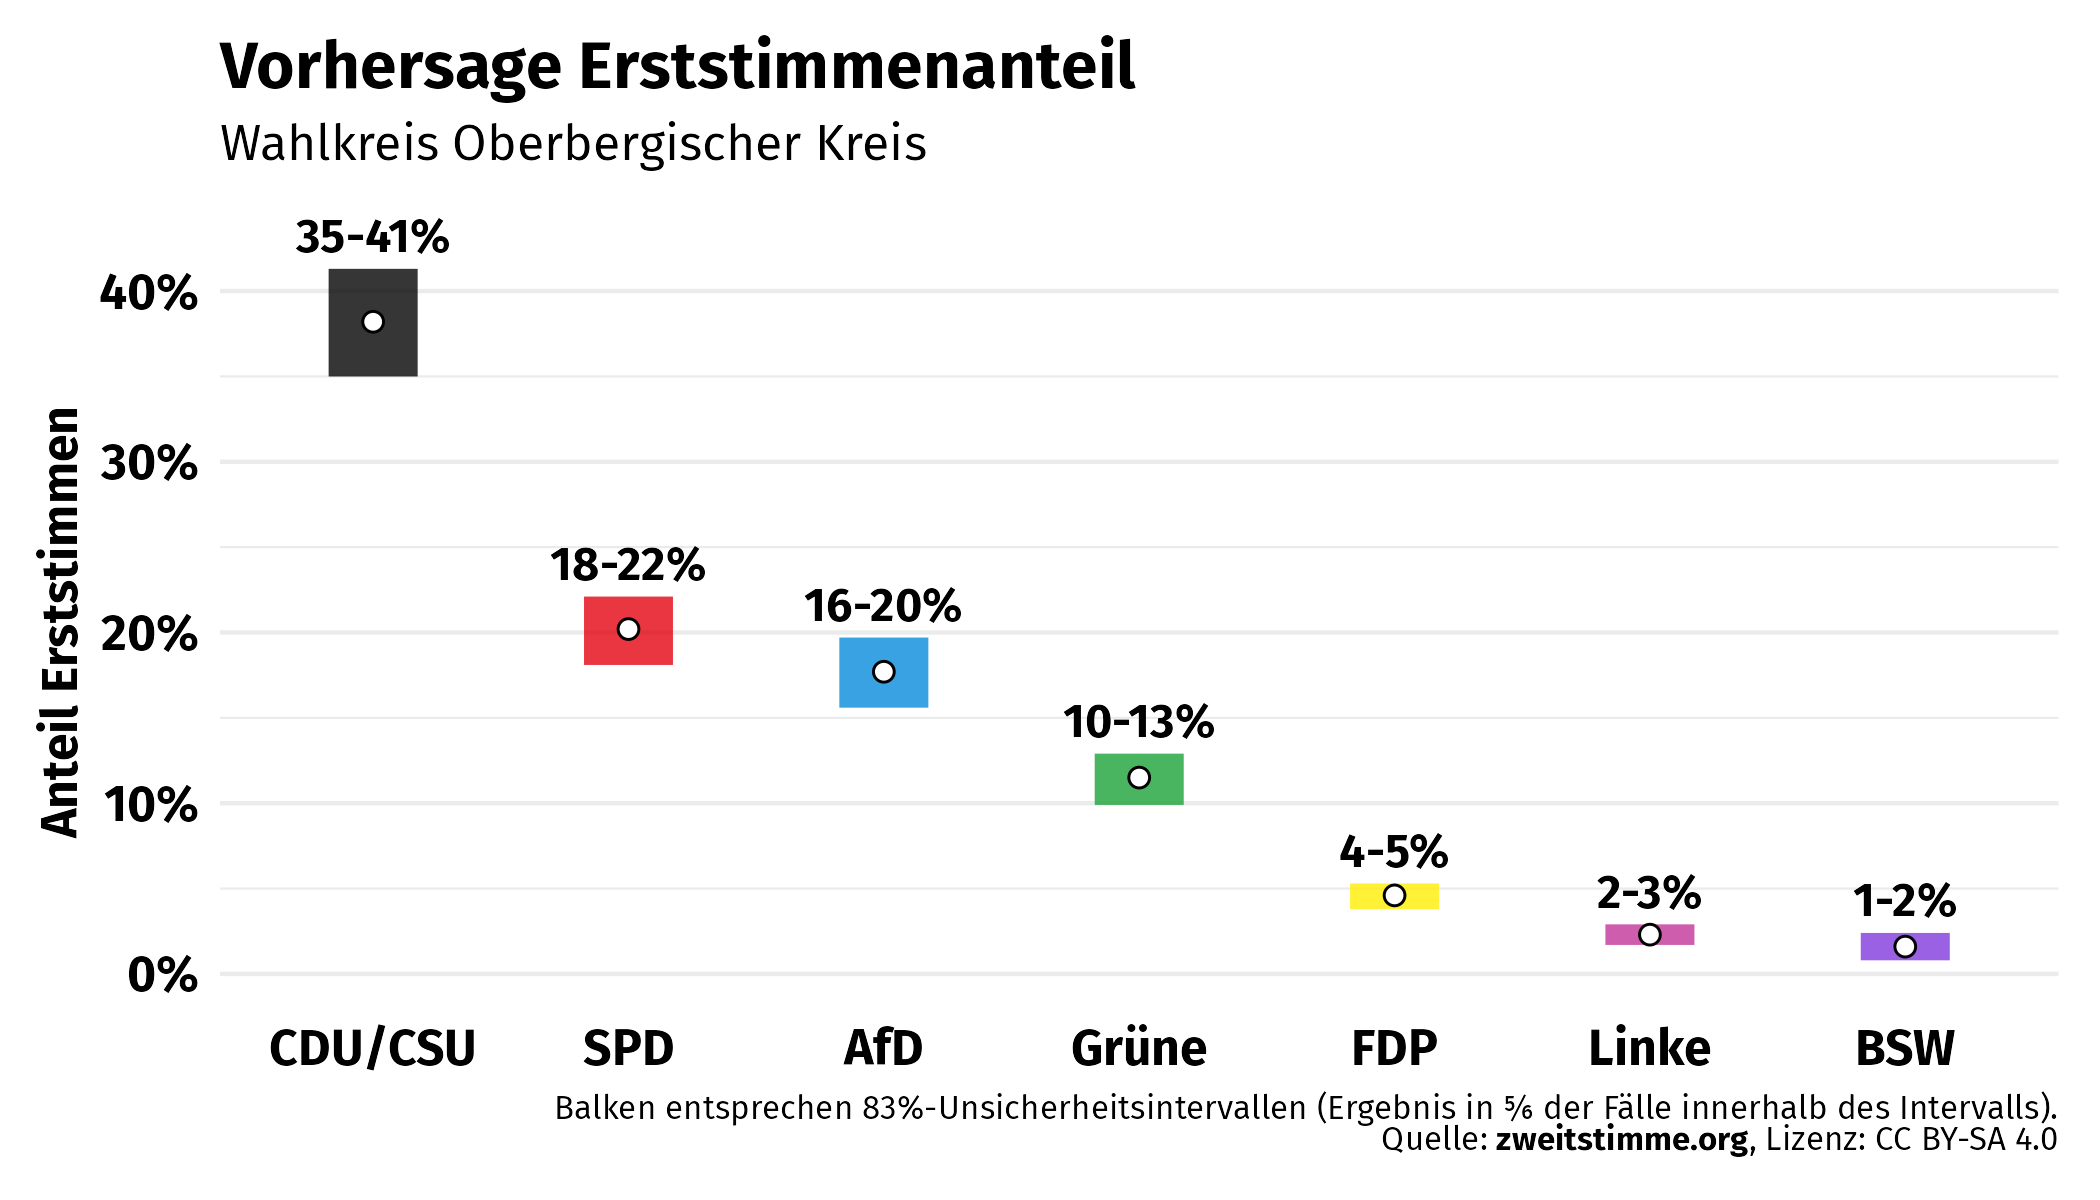 Vorhersage Erststimmenanteil
Wahlkreis Oberbergischer Kreis
35-41%
40%
30%
18-22%
16-20%
20%
10-13%
10%
4-5%
2-3%
1-2%
0%
Anteil Erststimmen
CDU/CSU SPD AfD Grüne FDP Linke BSW
Balken entsprechen 83%-Unsicherheitsintervallen (Ergebnis in ⅚ der Fälle innerhalb des Intervalls).
Quelle: zweitstimme.org, Lizenz: CC BY-SA 4.0